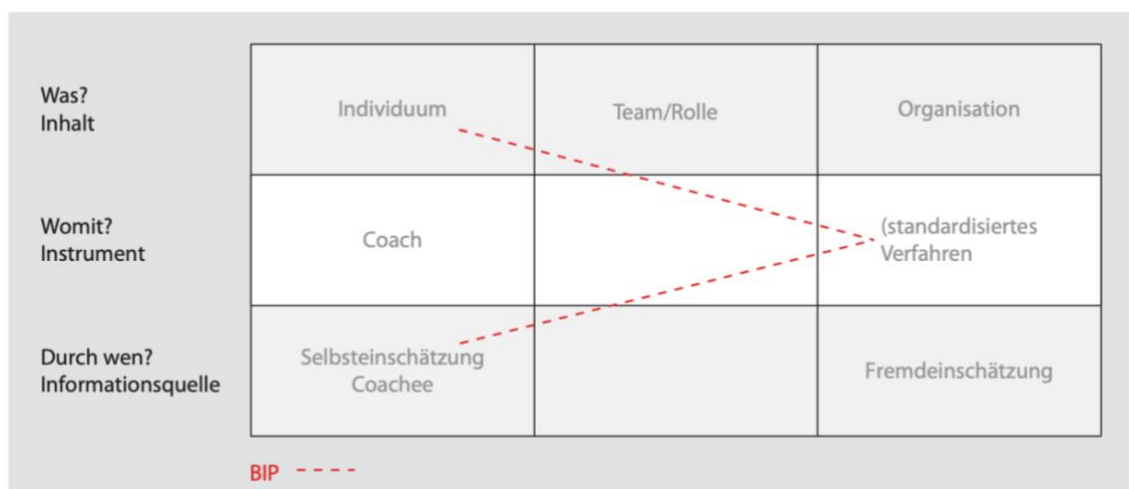 Was?
Inhalt
Individuum
Team/Rolle
Organisation
Womit?
Instrument
Coach
(standardisiertes
Verfahren
Durch wen?
Informationsquelle
Selbsteinschätzung
Coachee
Fremdeinschätzung
BIP